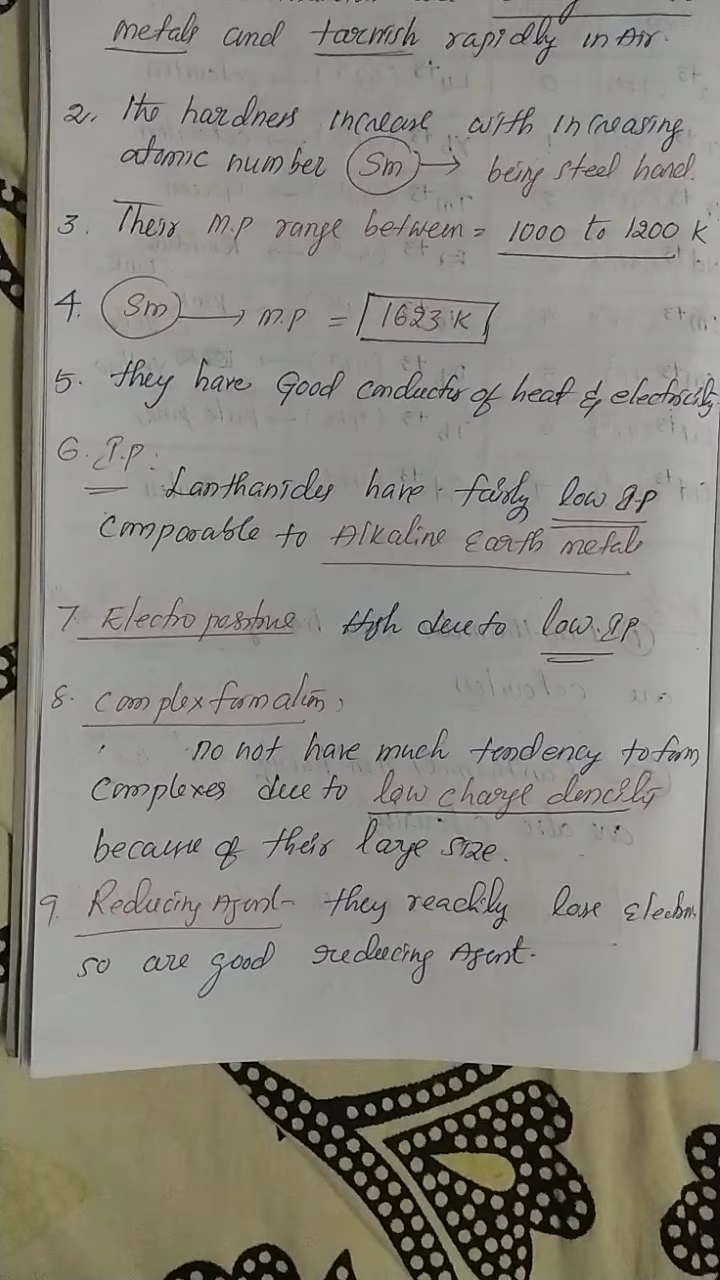 metals and tarnish rapidly in Air.
2. The hardness increase with increasing
atomic number Sm → being steel hard.
3. Their m.p range between = 1000 to 1200 K
4. Sm → m.p = 1623 K
5. they have Good conductor of heat & electricity
6. I.P:
Lanthanides have fairly low I.P
Comparable to Alkaline Earth metals
7 Electropositive. High due to low.IP
8. Complex formation,
Do not have much tendency to form
Complexes due to low charge dencity
because of their large size.
9. Reducing Agent- they readily lose Electron
so are good reducing Agent.